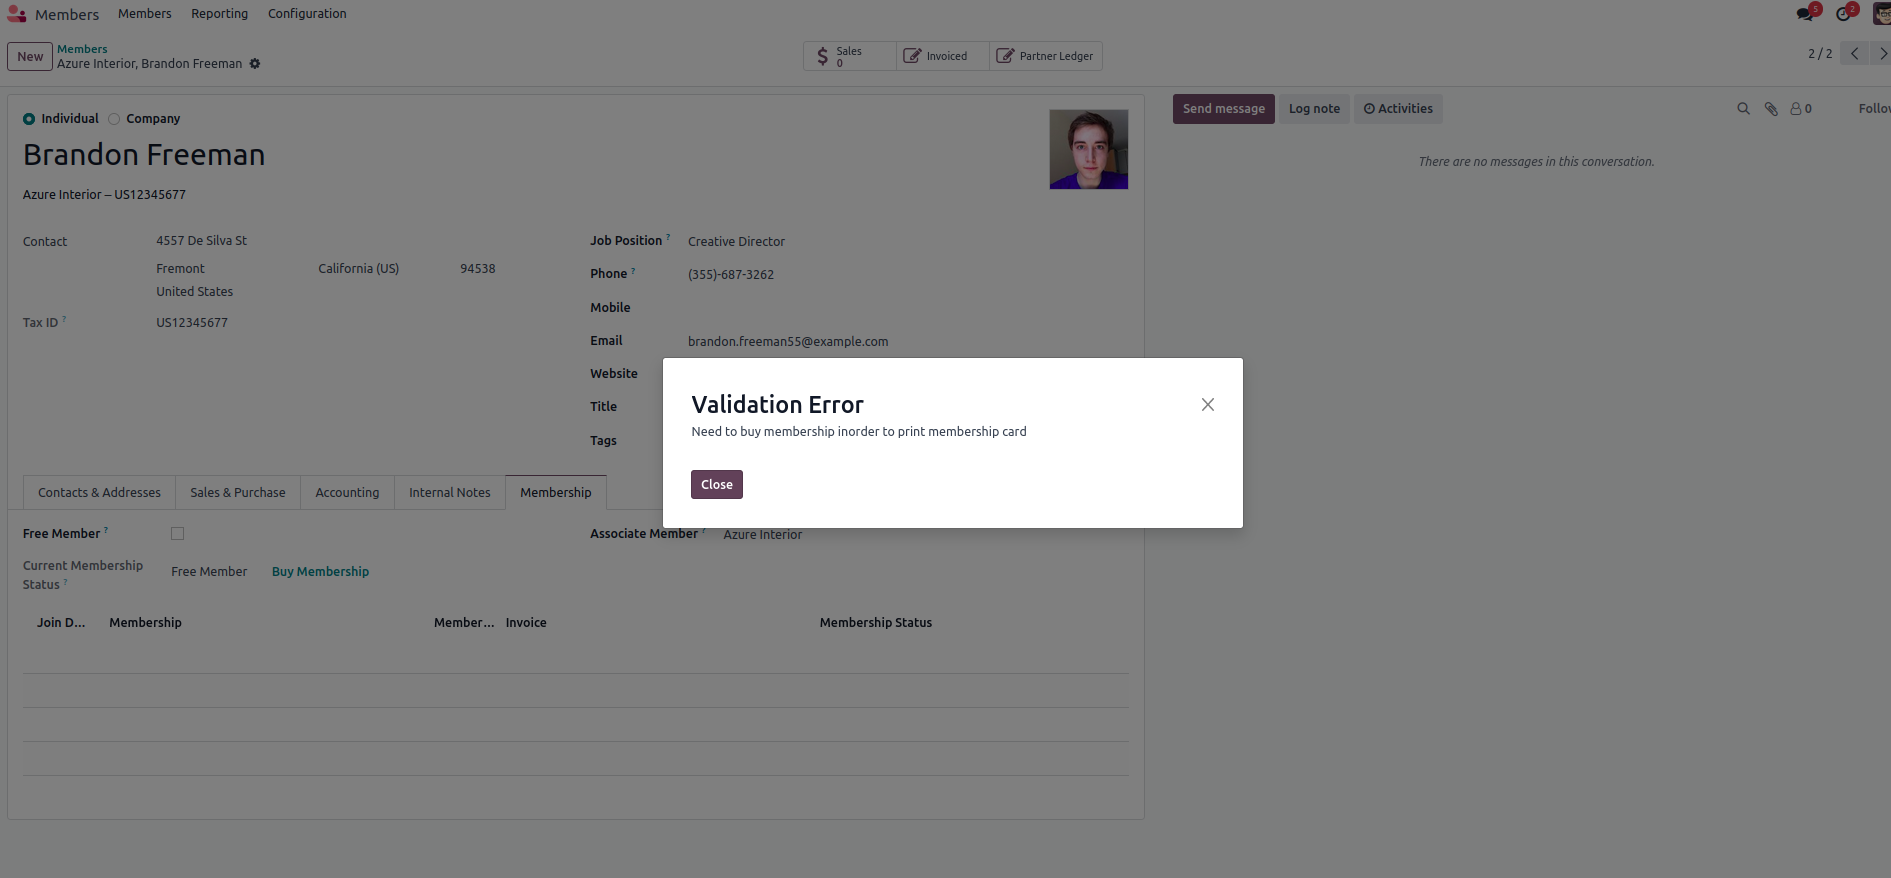 Members Members Reporting Configuration 5 2
New Members Sales 0 Invoiced Partner Ledger 2 / 2
Azure Interior, Brandon Freeman
Individual Company Send message Log note Activities 0 Follow
Brandon Freeman
There are no messages in this conversation.
Azure Interior – US12345677
Contact 4557 De Silva St Job Position ? Creative Director
Fremont California (US) 94538 Phone ? (355)-687-3262
United States
Mobile
Tax ID ? US12345677
Email brandon.freeman55@example.com
Website
Title
Tags
Validation Error
Need to buy membership inorder to print membership card
Close
Contacts & Addresses Sales & Purchase Accounting Internal Notes Membership
Free Member ? Associate Member ? Azure Interior
Current Membership Status ? Free Member Buy Membership
Join D... Membership Member... Invoice Membership Status